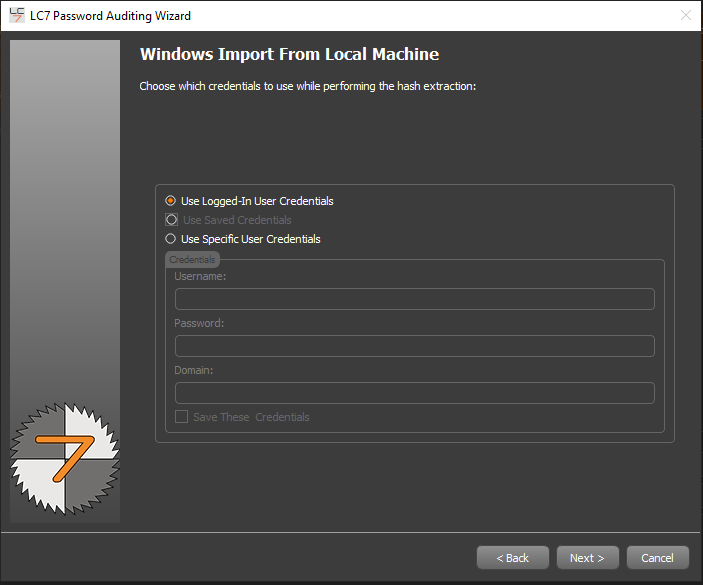 LC7 Password Auditing Wizard
Windows Import From Local Machine
Choose which credentials to use while performing the hash extraction:
Use Logged-In User Credentials
Use Saved Credentials
Use Specific User Credentials
Credentials
Username:
Password:
Domain:
Save These  Credentials
7
< Back
Next >
Cancel